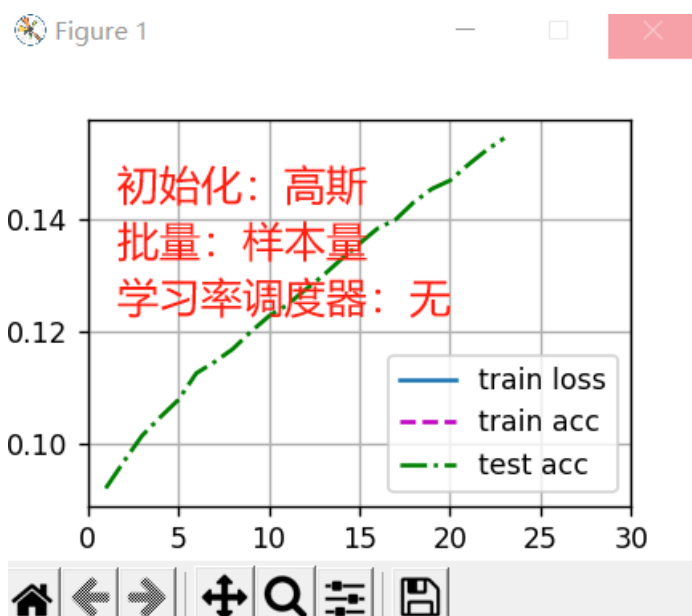 Figure 1
初始化：高斯
批量：样本量
学习率调度器：无
0.14
0.12
0.10
train loss
train acc
test acc
0 5 10 15 20 25 30